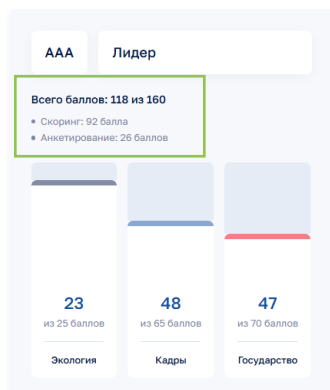 AAA Лидер
Всего баллов: 118 из 160
• Скоринг: 92 балла
• Анкетирование: 26 баллов
23 48 47
из 25 баллов из 65 баллов из 70 баллов
Экология Кадры Государство